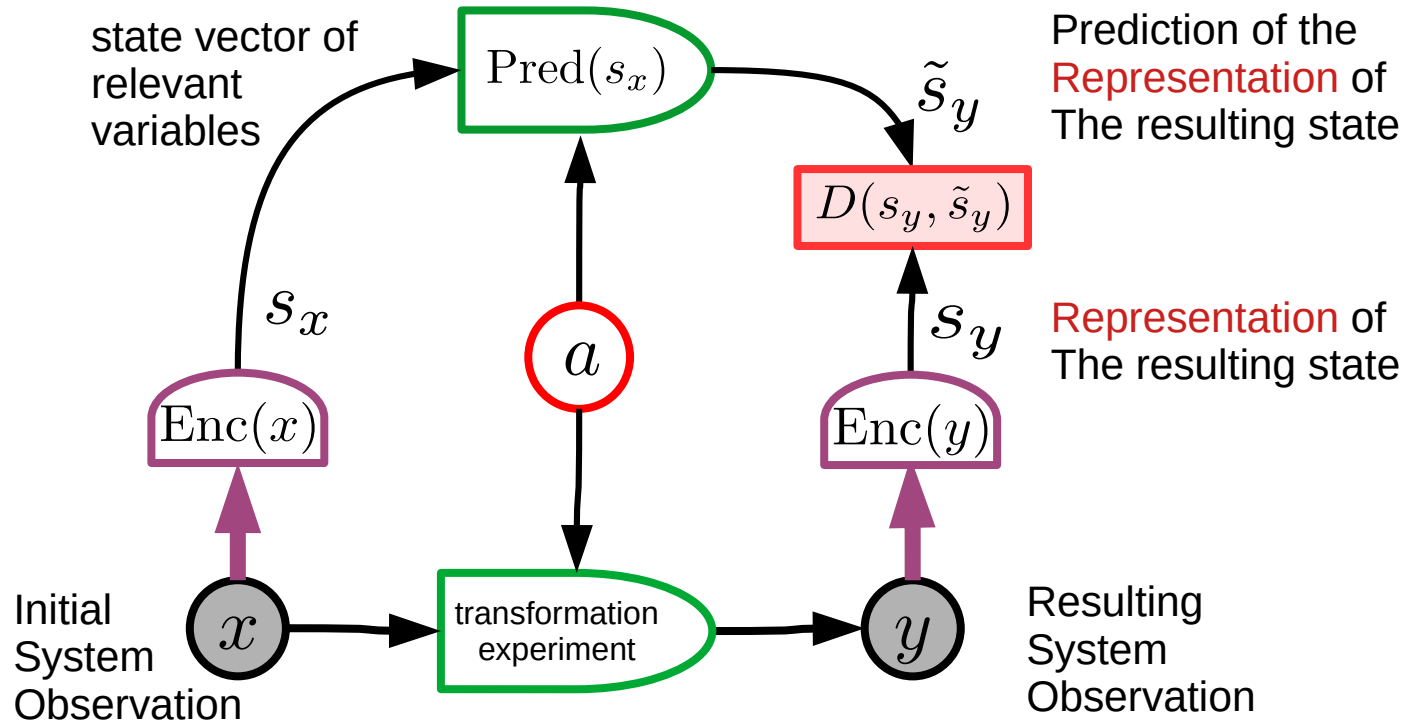 state vector of
relevant
variables
Pred(s_x)
s̃_y
Prediction of the
Representation of
The resulting state
D(s_y, s̃_y)
s_x
a
s_y
Representation of
The resulting state
Enc(x)
Enc(y)
Initial
System
Observation
x
transformation
experiment
y
Resulting
System
Observation